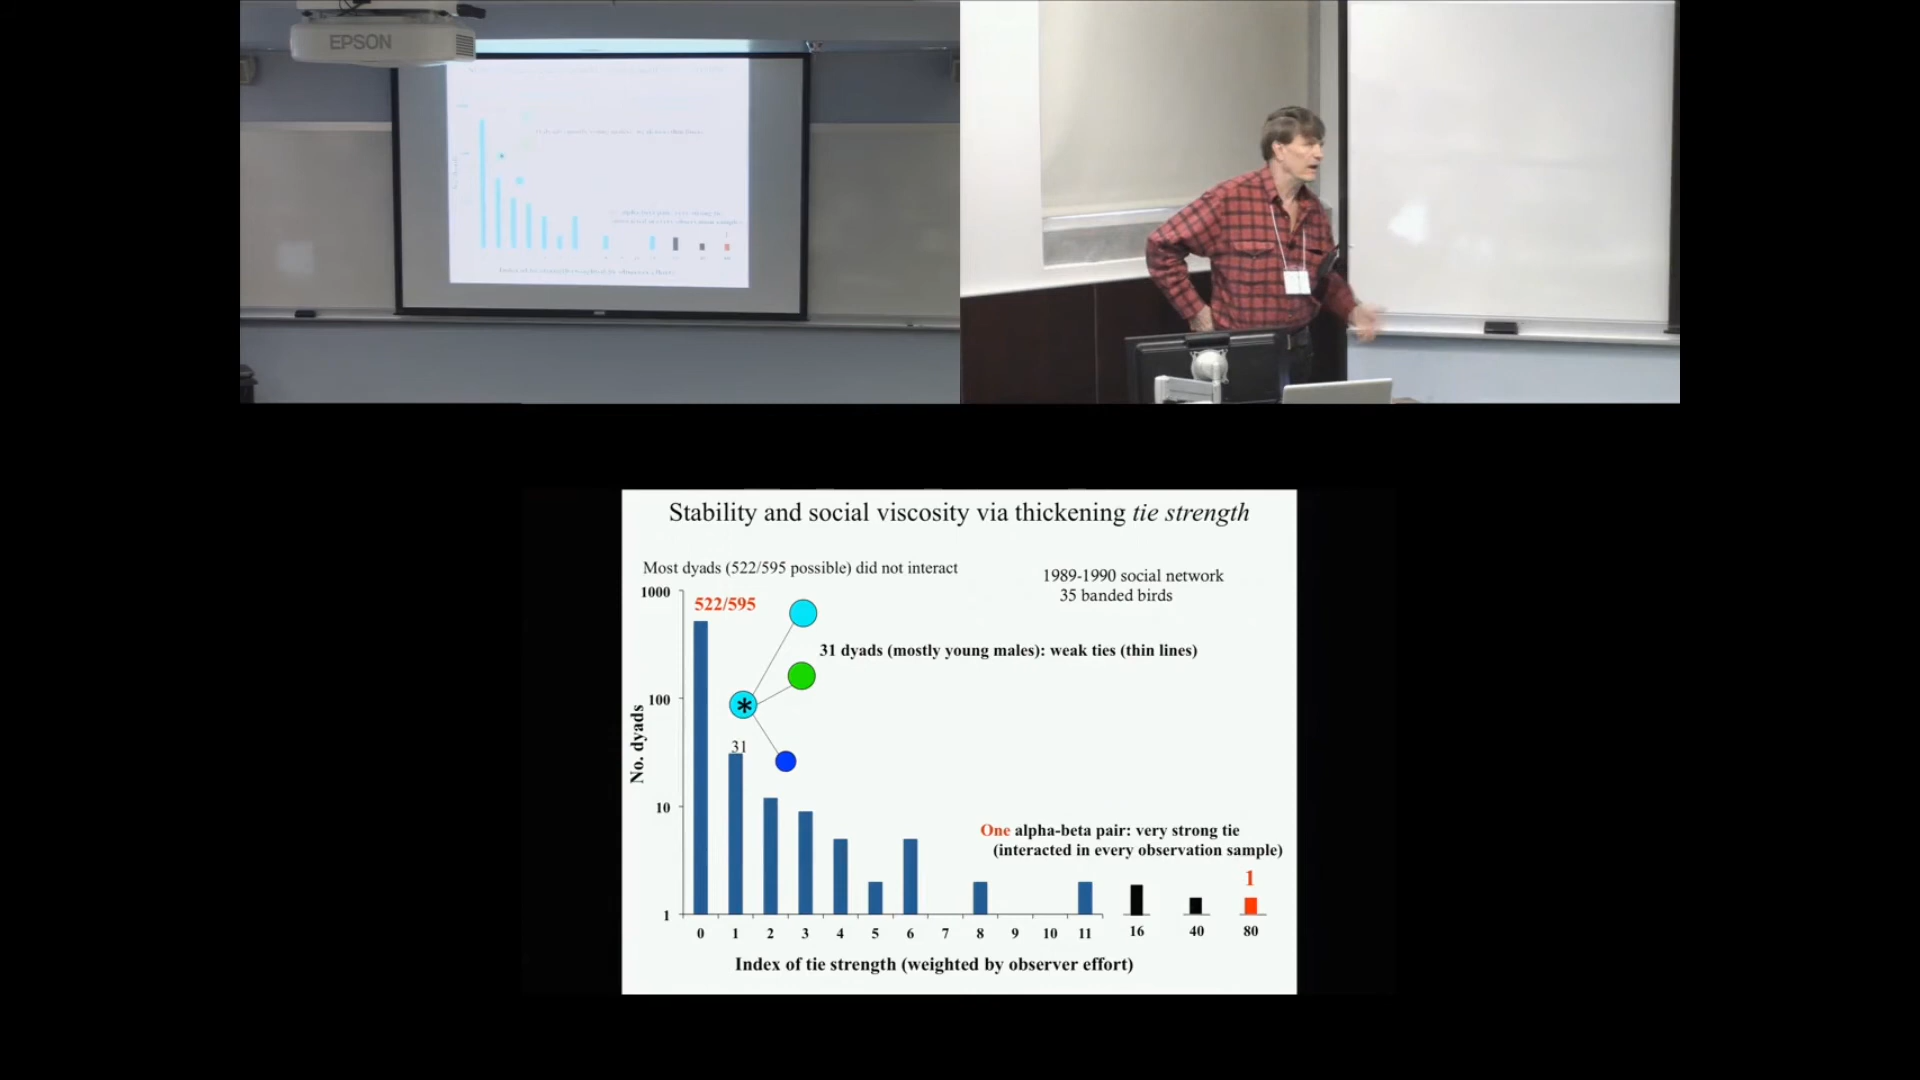 EPSON
Stability and social viscosity via thickening tie strength
Most dyads (522/595 possible) did not interact
1989-1990 social network
35 banded birds
1000
522/595
31 dyads (mostly young males): weak ties (thin lines)
100
*
No. dyads
31
10
One alpha-beta pair: very strong tie
(interacted in every observation sample)
1
1
0 1 2 3 4 5 6 7 8 9 10 11 16 40 80
Index of tie strength (weighted by observer effort)